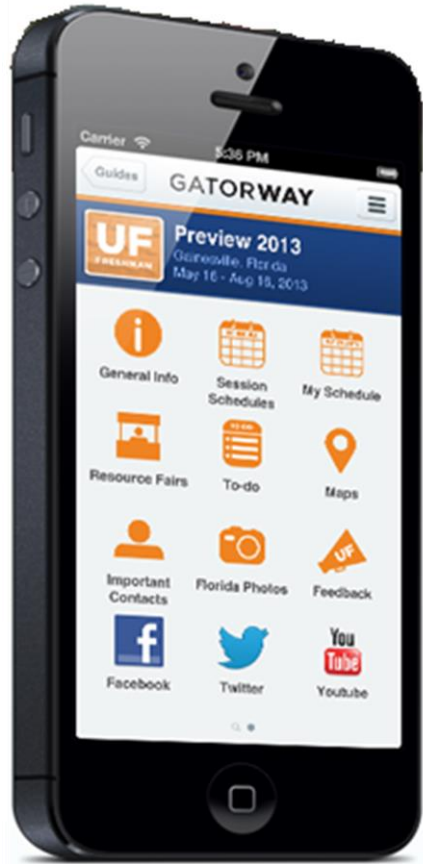 Carrier
5:36 PM
Guides
GATORWAY
UF
FRESHMAN
Preview 2013
Gainesville, Florida
May 16 - Aug 16, 2013
General Info
Session
Schedules
My Schedule
Resource Fairs
TO-DO
To-do
Maps
Important
Contacts
Florida Photos
UF
Feedback
f
Facebook
Twitter
You
Tube
Youtube